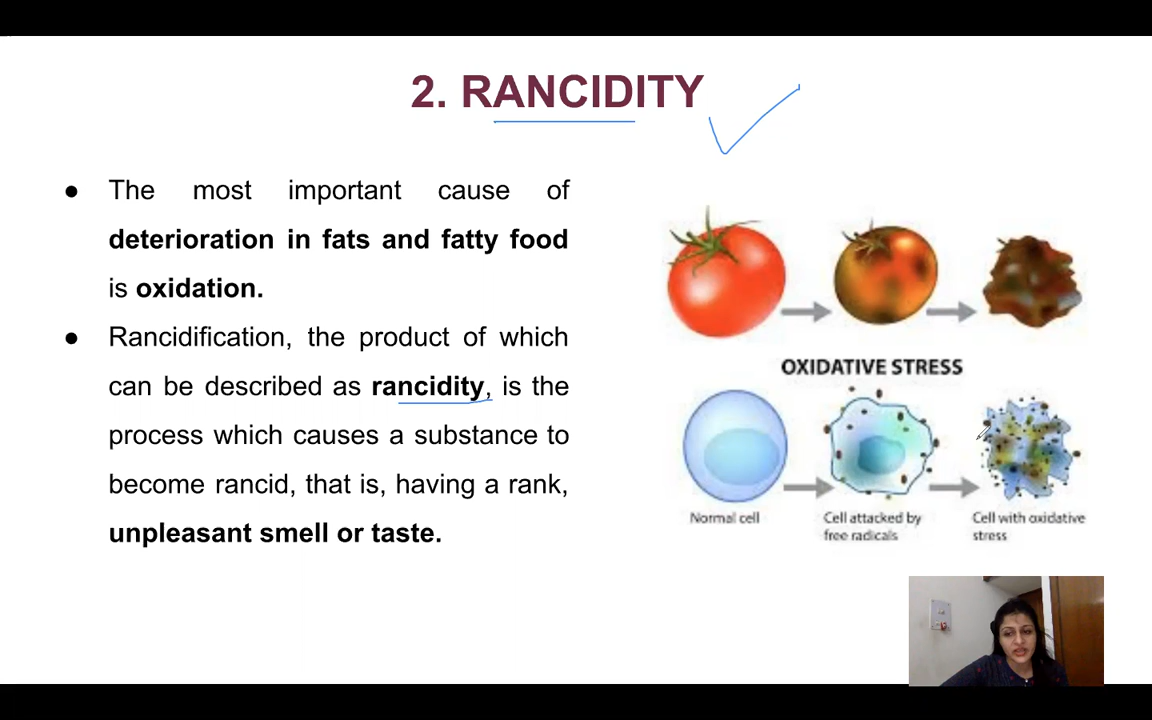 2. RANCIDITY
● The most important cause of
deterioration in fats and fatty food
is oxidation.
● Rancidification, the product of which
can be described as rancidity, is the
process which causes a substance to
become rancid, that is, having a rank,
unpleasant smell or taste.
OXIDATIVE STRESS
Normal cell
Cell attacked by
free radicals
Cell with oxidative
stress